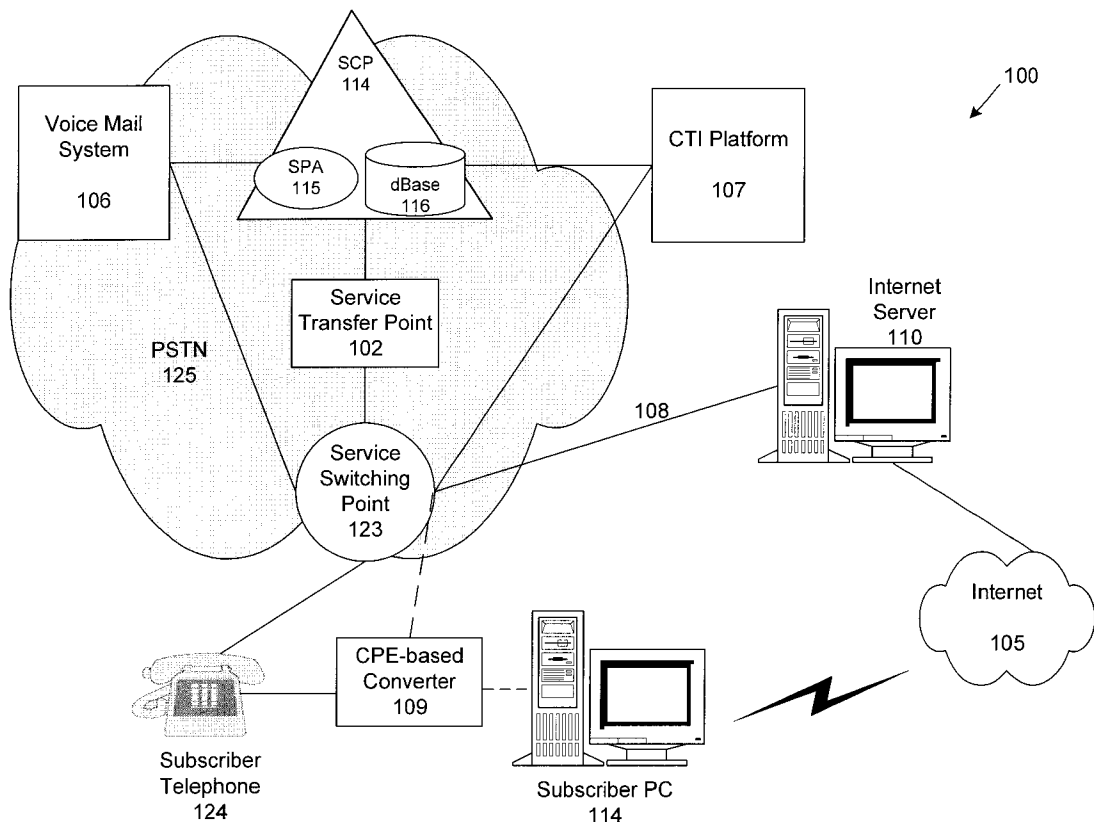 SCP
114
100
Voice Mail
System
106
CTI Platform
107
SPA
115
dBase
116
Service
Transfer Point
102
Internet
Server
110
PSTN
125
108
Service
Switching
Point
123
Internet
105
CPE-based
Converter
109
Subscriber
Telephone
124
Subscriber PC
114